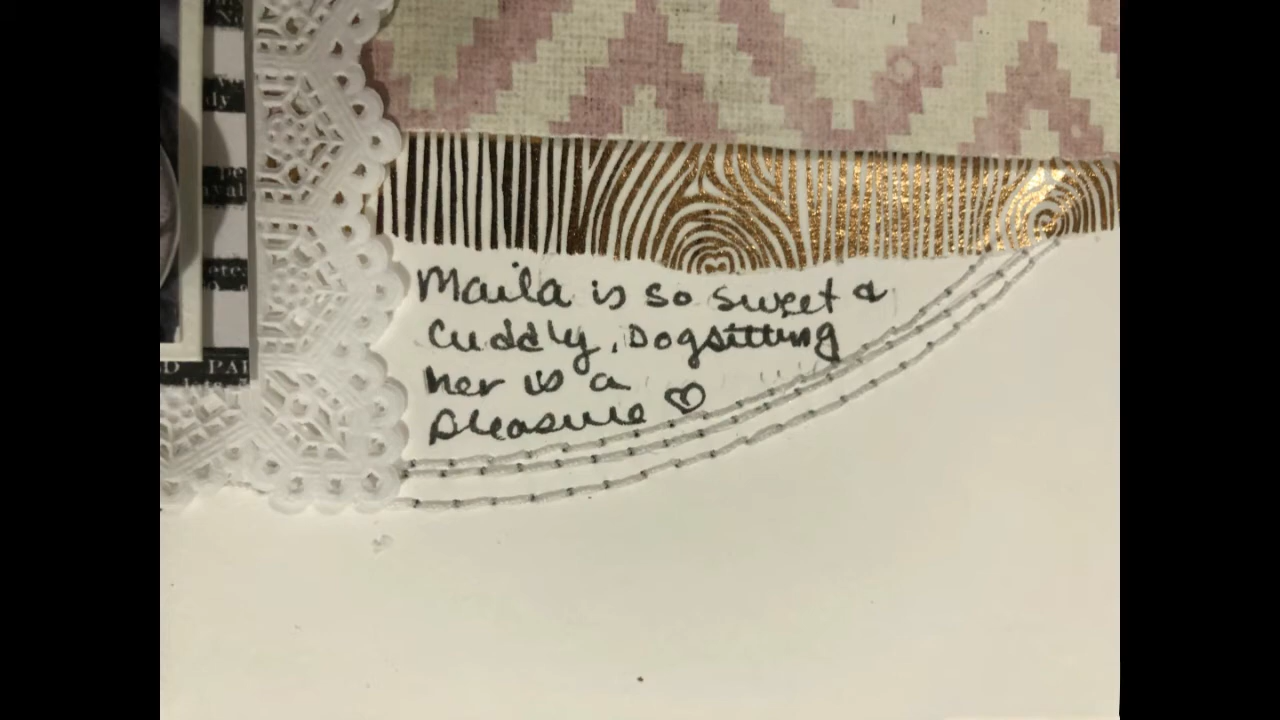 Maila is so sweet &
Cuddly, Dogsitting
her is a
pleasure ♡